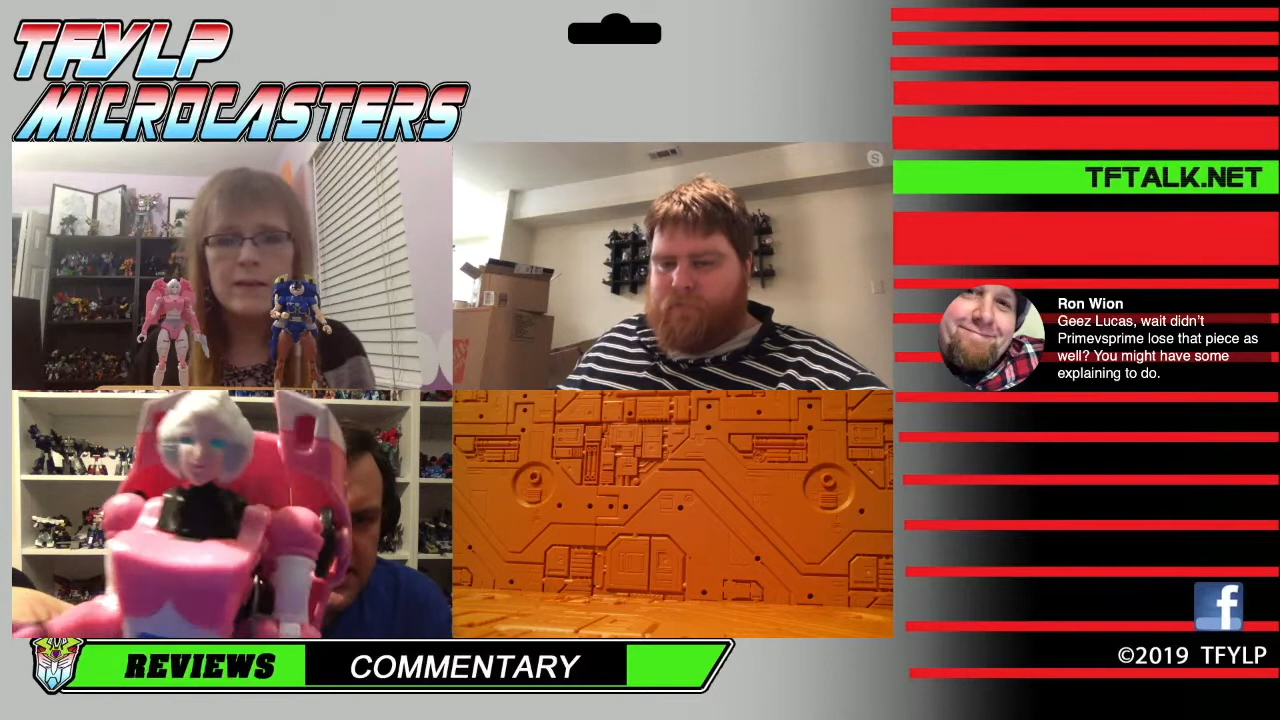 TFYLP
MICROCASTERS
TFTALK.NET
Ron Wion
Geez Lucas, wait didn't
Primevsprime lose that piece as
well? You might have some
explaining to do.
REVIEWS
COMMENTARY
©2019 TFYLP